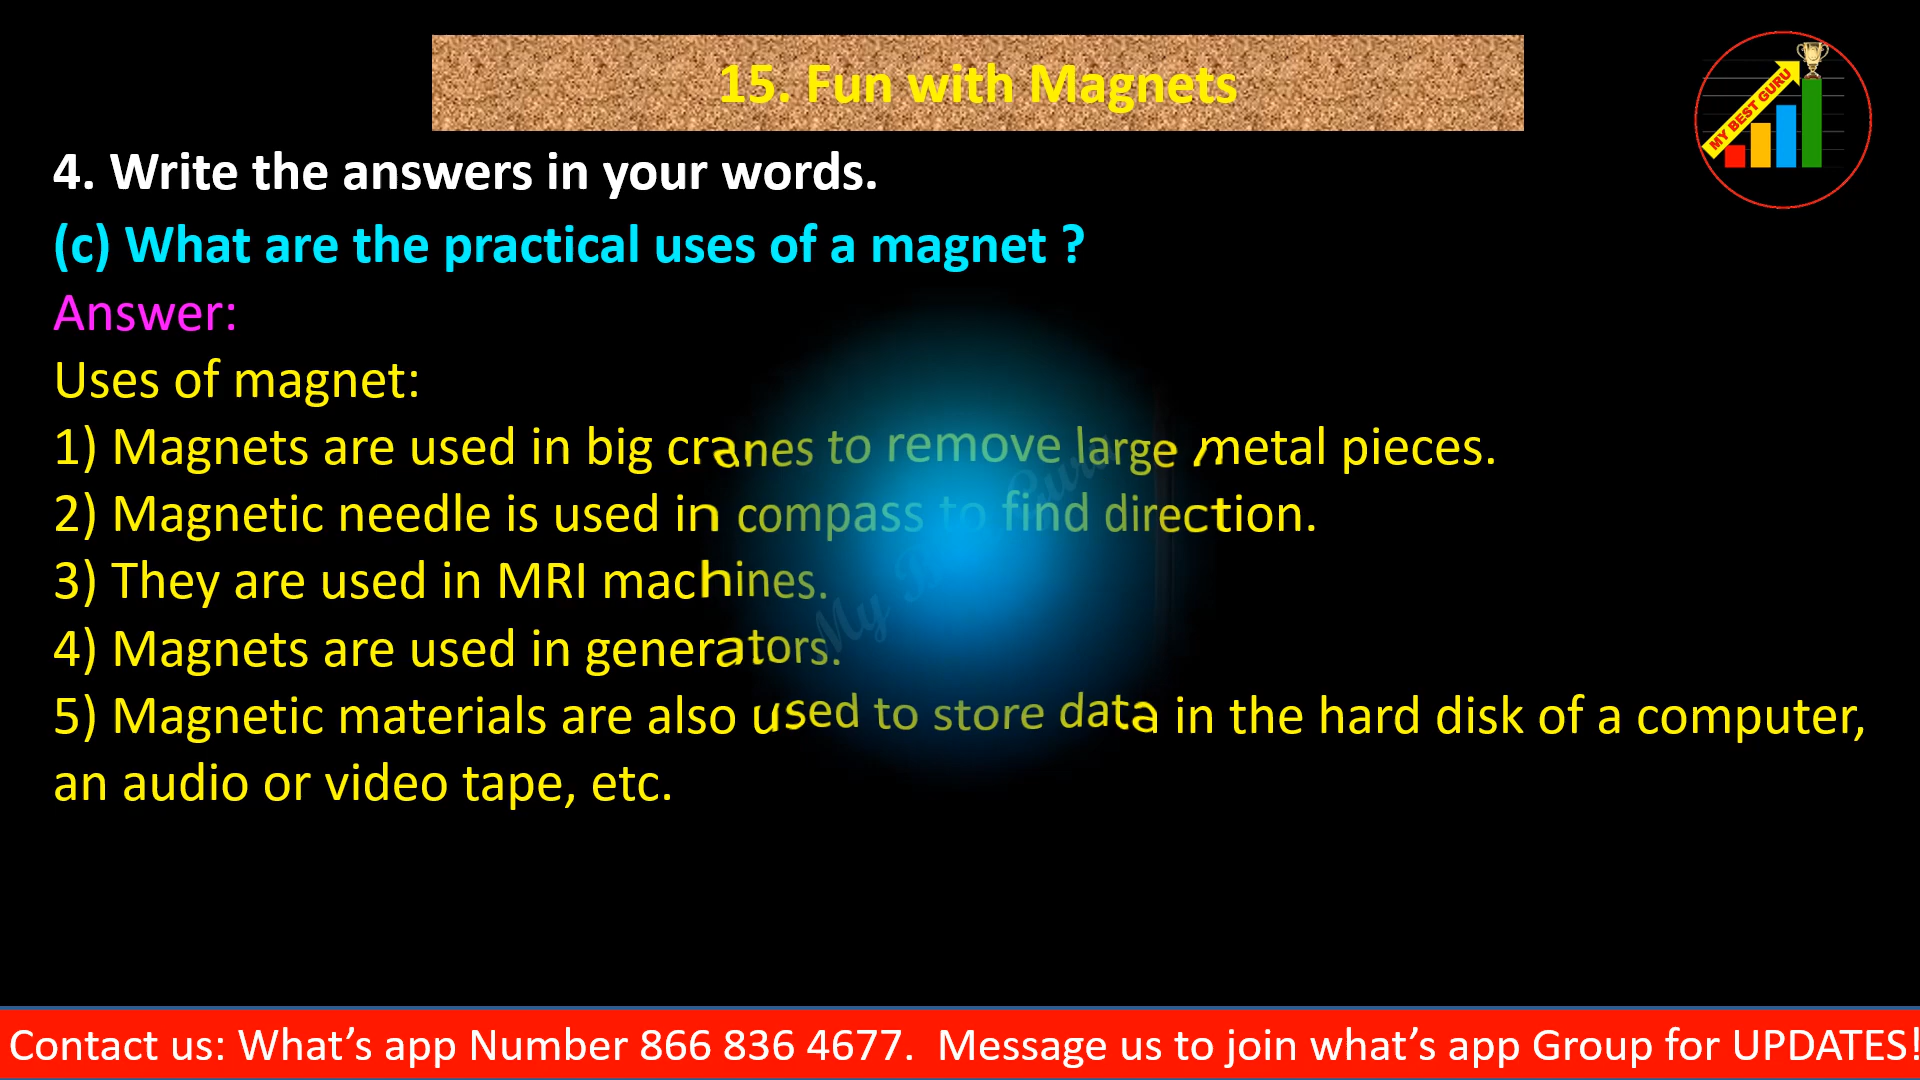 15. Fun with Magnets
MY BEST GURU
4. Write the answers in your words.
(c) What are the practical uses of a magnet ?
Answer:
Uses of magnet:
1) Magnets are used in big cranes to remove large metal pieces.
2) Magnetic needle is used in compass to find direction.
3) They are used in MRI machines.
4) Magnets are used in generators.
5) Magnetic materials are also used to store data in the hard disk of a computer,
an audio or video tape, etc.
My Best Guru
Contact us: What’s app Number 866 836 4677. Message us to join what’s app Group for UPDATES!